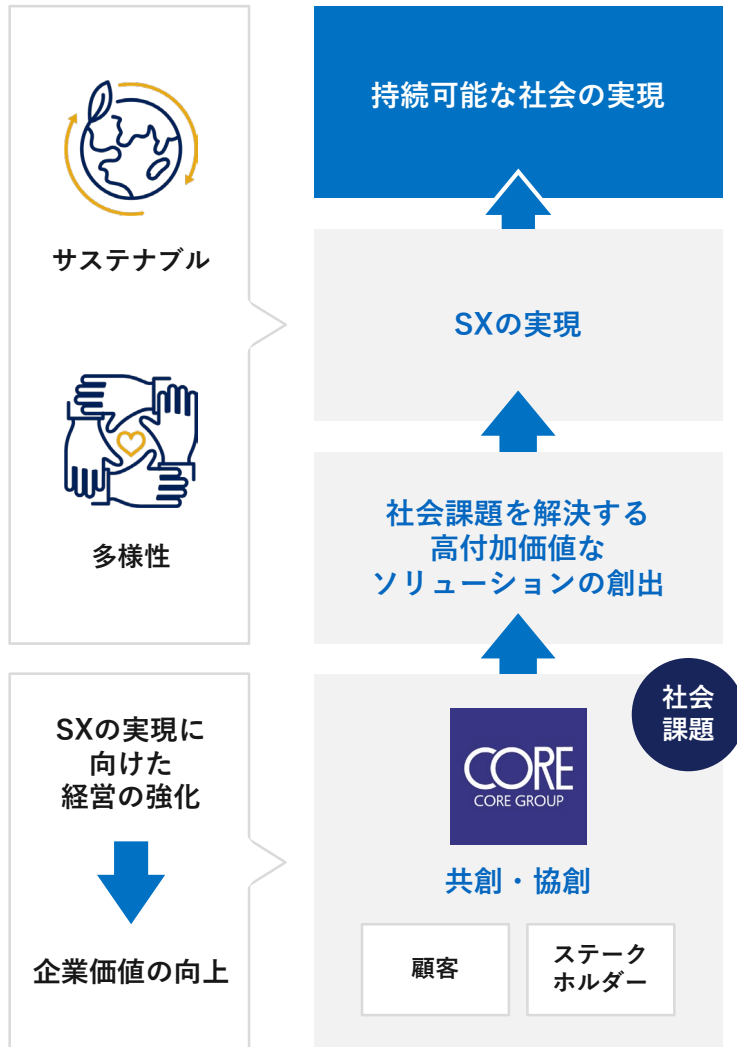 持続可能な社会の実現
サステナブル
SXの実現
多様性
社会課題を解決する
高付加価値な
ソリューションの創出
社会
課題
SXの実現に
向けた
経営の強化
企業価値の向上
CORE
CORE GROUP
共創・協創
顧客
ステーク
ホルダー